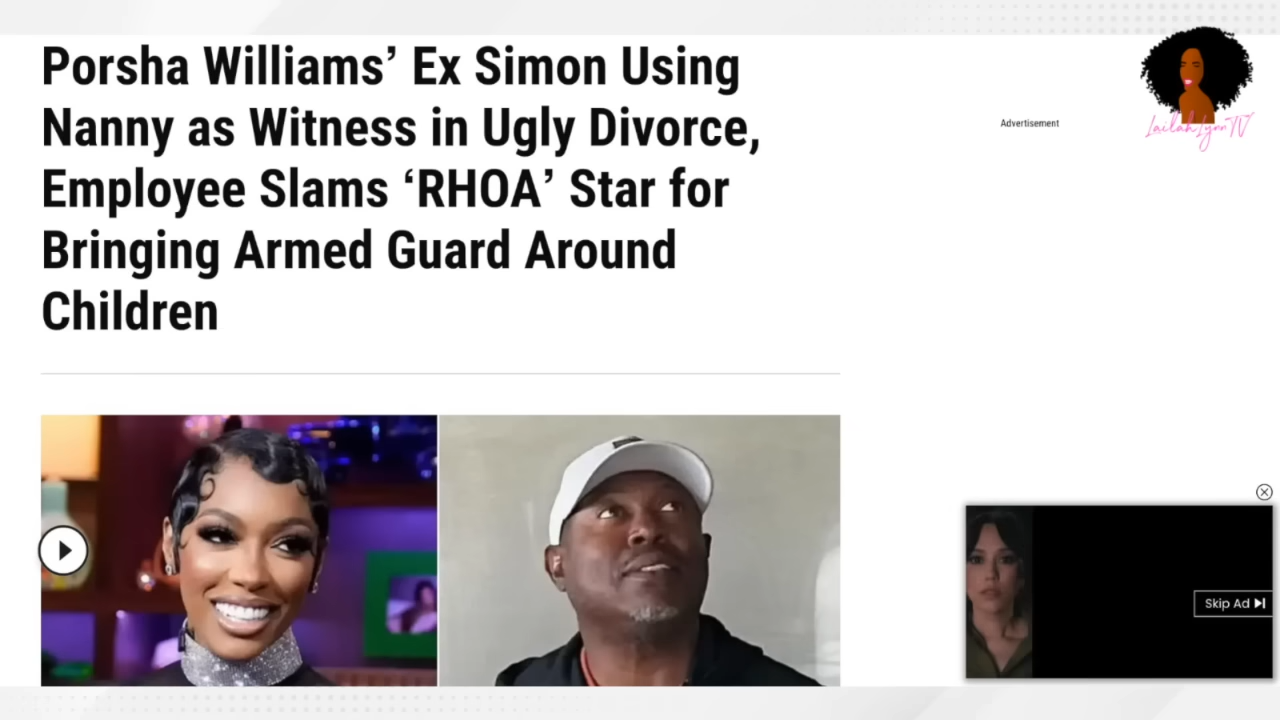 Porsha Williams’ Ex Simon Using
Nanny as Witness in Ugly Divorce,
Employee Slams ‘RHOA’ Star for
Bringing Armed Guard Around
Children
Advertisement
LailahLynnTV
Skip Ad